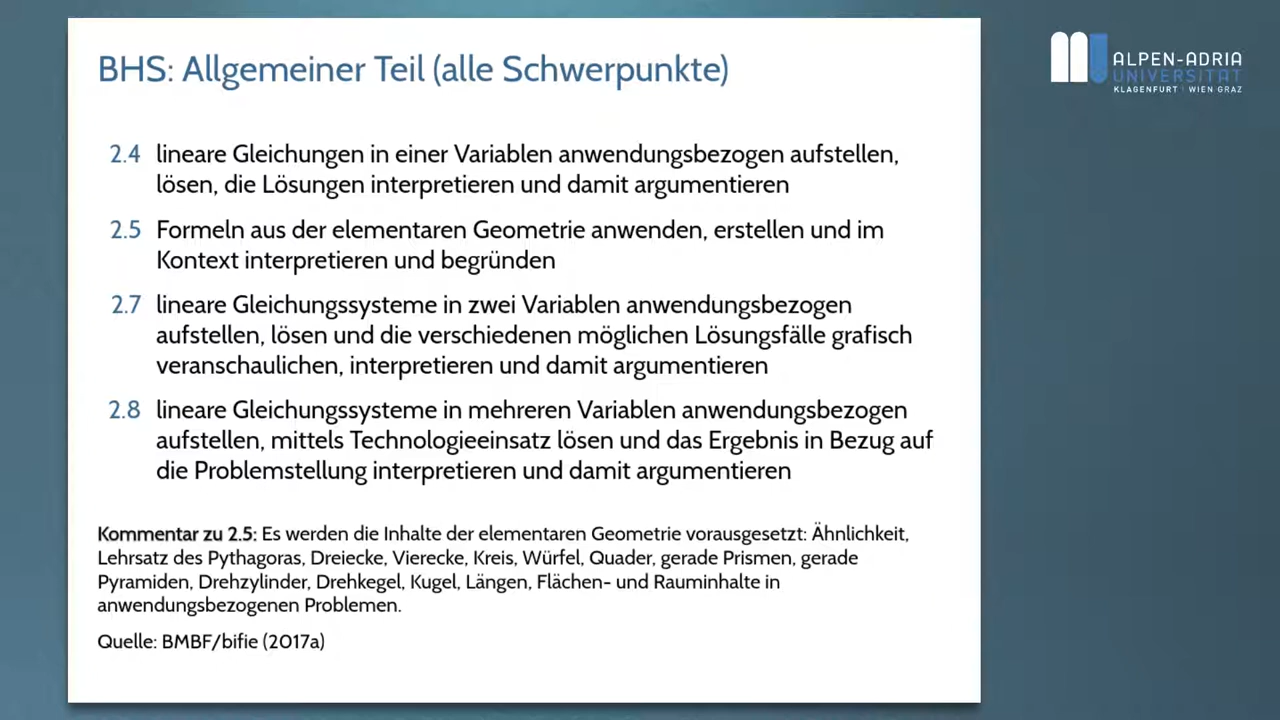 BHS: Allgemeiner Teil (alle Schwerpunkte)
2.4 lineare Gleichungen in einer Variablen anwendungsbezogen aufstellen,
lösen, die Lösungen interpretieren und damit argumentieren
2.5 Formeln aus der elementaren Geometrie anwenden, erstellen und im
Kontext interpretieren und begründen
2.7 lineare Gleichungssysteme in zwei Variablen anwendungsbezogen
aufstellen, lösen und die verschiedenen möglichen Lösungsfälle grafisch
veranschaulichen, interpretieren und damit argumentieren
2.8 lineare Gleichungssysteme in mehreren Variablen anwendungsbezogen
aufstellen, mittels Technologieeinsatz lösen und das Ergebnis in Bezug auf
die Problemstellung interpretieren und damit argumentieren
Kommentar zu 2.5: Es werden die Inhalte der elementaren Geometrie vorausgesetzt: Ähnlichkeit,
Lehrsatz des Pythagoras, Dreiecke, Vierecke, Kreis, Würfel, Quader, gerade Prismen, gerade
Pyramiden, Drehzylinder, Drehkegel, Kugel, Längen, Flächen- und Rauminhalte in
anwendungsbezogenen Problemen.
Quelle: BMBF/bifie (2017a)
ALPEN-ADRIA
UNIVERSITÄT
KLAGENFURT | WIEN GRAZ